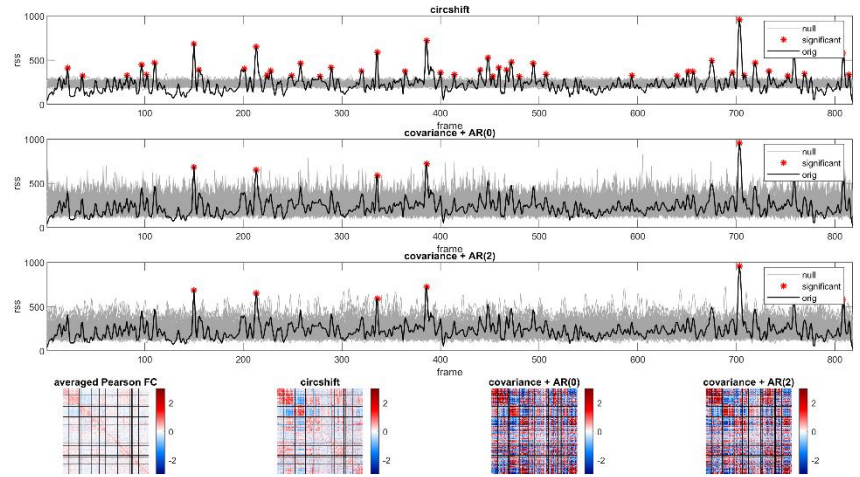 circshift
1000
500
0
rss
null
significant
orig
100 200 300 400 500 600 700 800
frame
covariance + AR(0)
1000
500
0
rss
null
significant
orig
100 200 300 400 500 600 700 800
frame
covariance + AR(2)
1000
500
0
rss
null
significant
orig
100 200 300 400 500 600 700 800
averaged Pearson FC
circshift
covariance + AR(0)
covariance + AR(2)
2
0
-2
2
0
-2
2
0
-2
2
0
-2